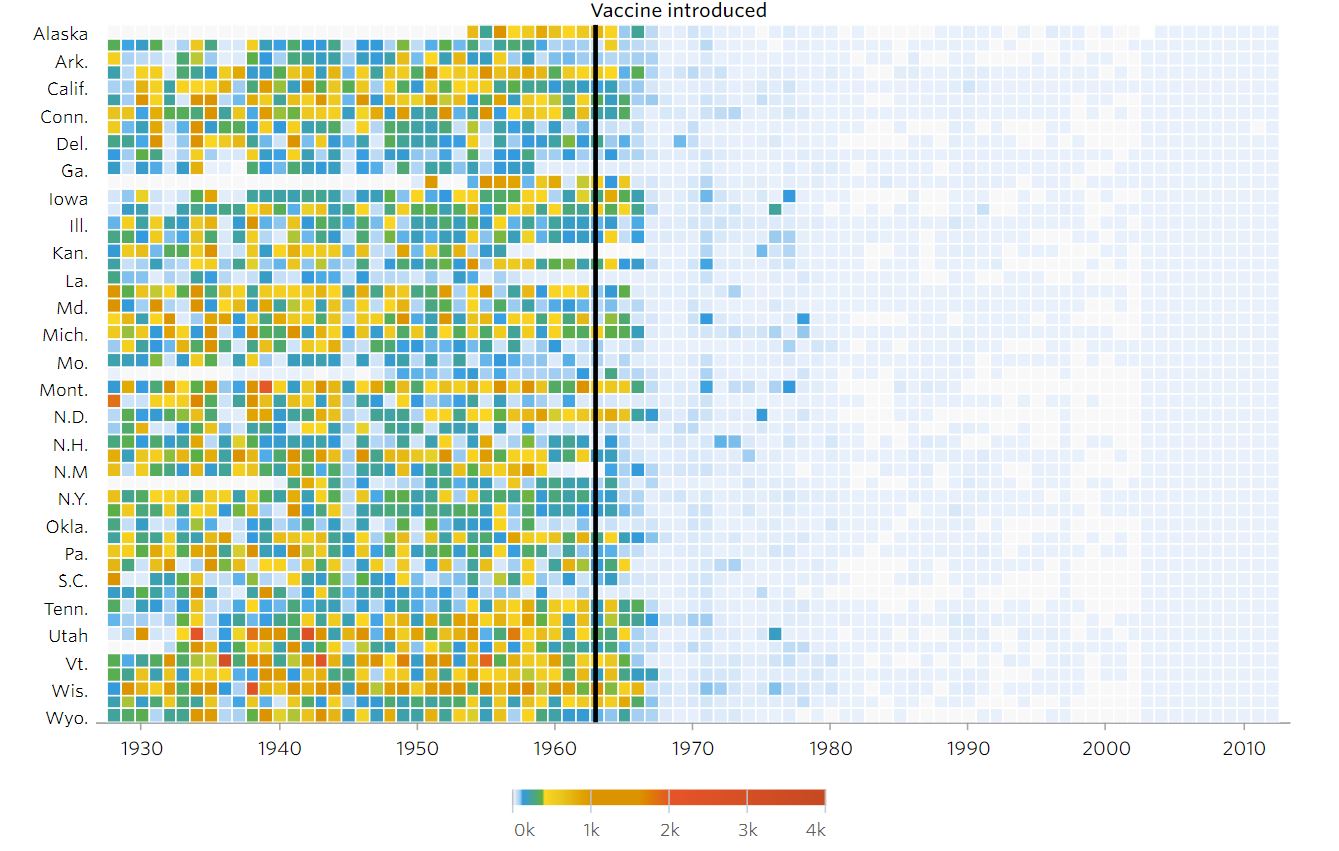 Vaccine introduced
Alaska
Ark.
Calif.
Conn.
Del.
Ga.
Iowa
Ill.
Kan.
La.
Md.
Mich.
Mo.
Mont.
N.D.
N.H.
N.M
N.Y.
Okla.
Pa.
S.C.
Tenn.
Utah
Vt.
Wis.
Wyo.
1930 1940 1950 1960 1970 1980 1990 2000 2010
0k 1k 2k 3k 4k